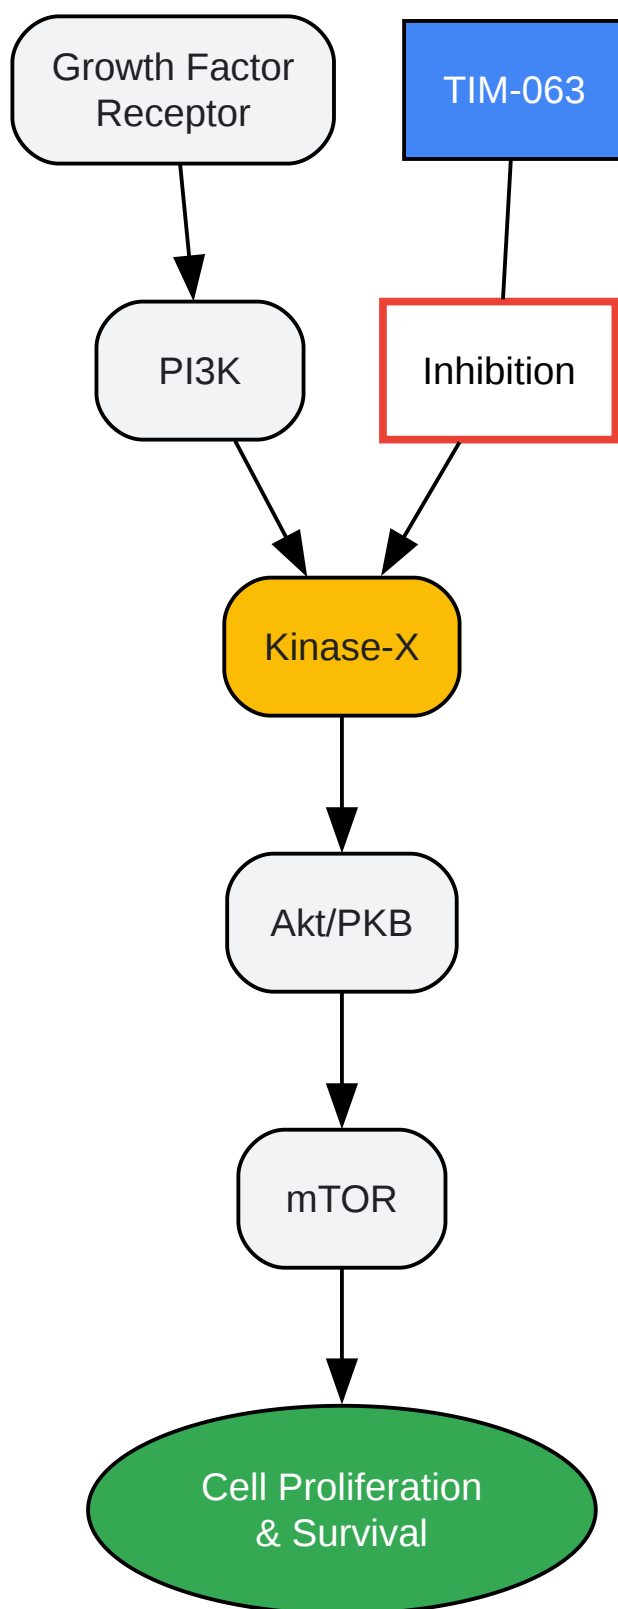 Growth Factor
Receptor
TIM-063
PI3K
Inhibition
Kinase-X
Akt/PKB
mTOR
Cell Proliferation
& Survival